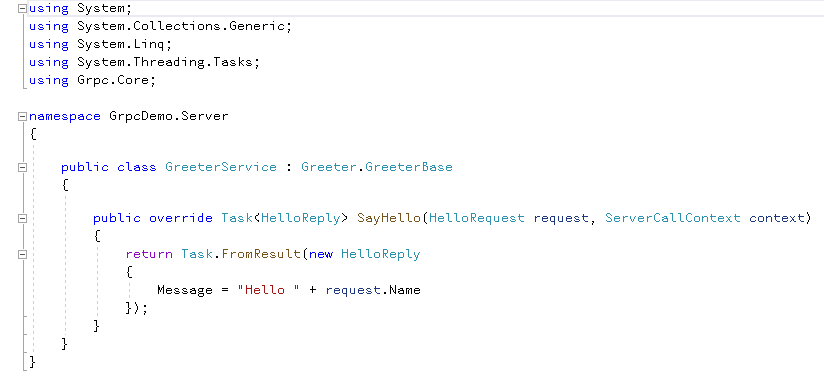 using System;
using System.Collections.Generic;
using System.Linq;
using System.Threading.Tasks;
using Grpc.Core;
namespace GrpcDemo.Server
{
public class GreeterService : Greeter.GreeterBase
{
public override Task<HelloReply> SayHello(HelloRequest request, ServerCallContext context)
{
return Task.FromResult(new HelloReply
{
Message = "Hello " + request.Name
});
}
}
}